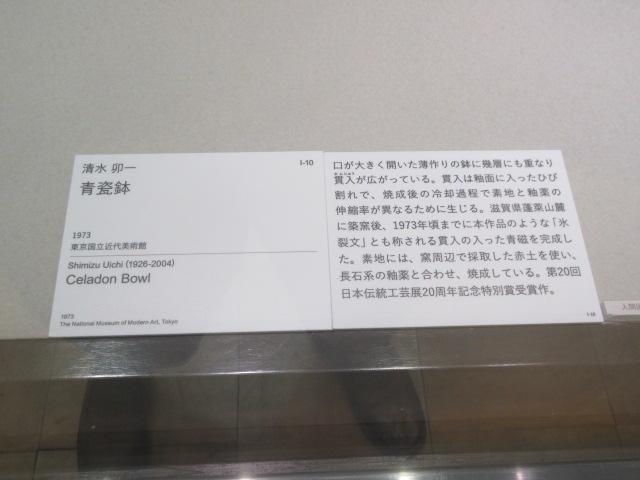 清水 卯一
I-10
青瓷鉢
1973
東京国立近代美術館
Shimizu Uichi (1926-2004)
Celadon Bowl
1973
The National Museum of Modern Art, Tokyo
口が大きく開いた薄作りの鉢に幾層にも重なり
貫入が広がっている。貫入は釉面に入ったひび
割れで、焼成後の冷却過程で素地と釉薬の
伸縮率が異なるために生じる。滋賀県蓬莱山麓
に築窯後、1973年頃までに本作品のような「氷
裂文」とも称される貫入の入った青磁を完成し
た。素地には、窯周辺で採取した赤土を使い、
長石系の釉薬と合わせ、焼成している。第20回
日本伝統工芸展20周年記念特別賞受賞作。
I-10
人間国